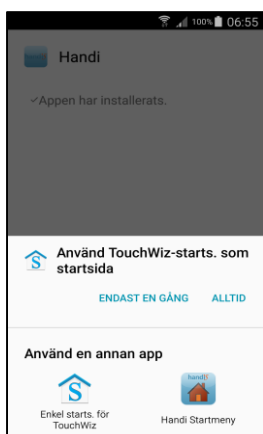 100% 06:55
Handi
✓Appen har installerats.
Använd TouchWiz-starts. som
startsida
ENDAST EN GÅNG ALLTID
Använd en annan app
handi
Enkel starts. för
TouchWiz
Handi Startmeny